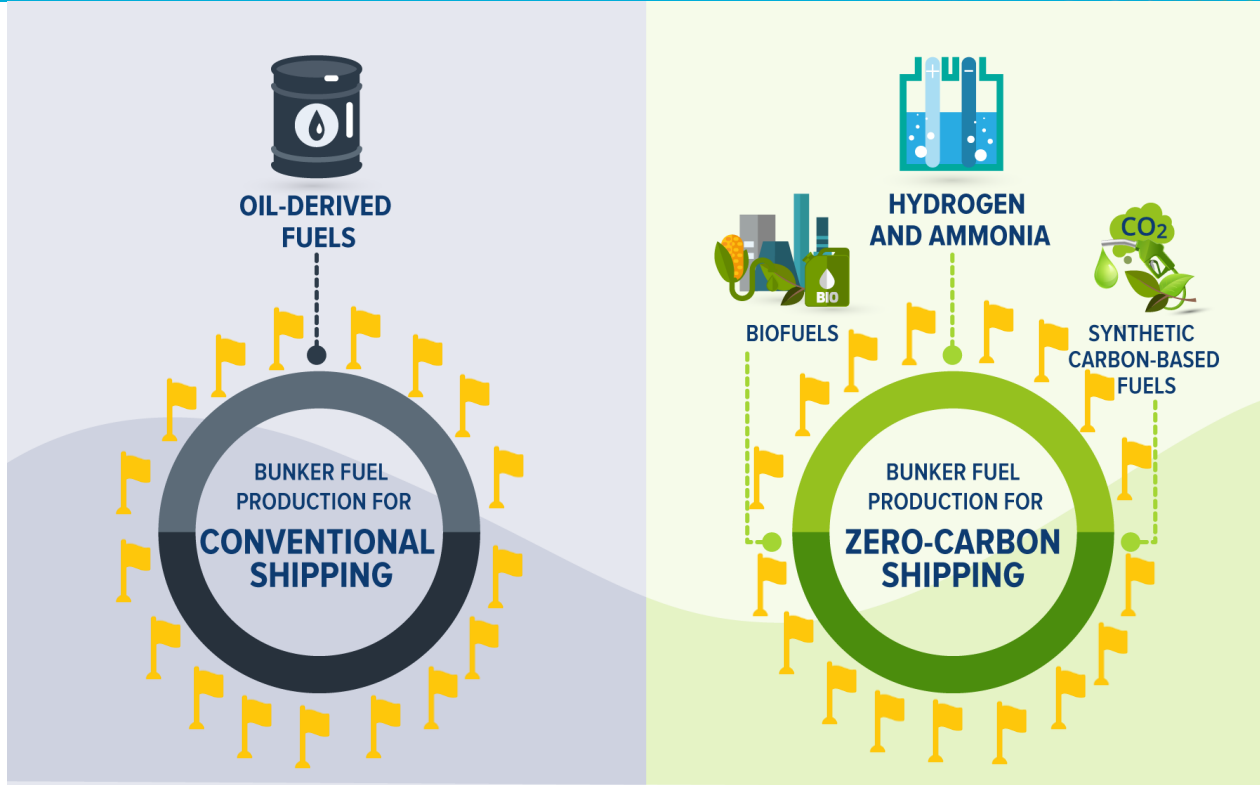 OIL-DERIVED
FUELS
BUNKER FUEL
PRODUCTION FOR
CONVENTIONAL
SHIPPING
+ −
HYDROGEN
AND AMMONIA
BIO
BIOFUELS
CO₂
SYNTHETIC
CARBON-BASED
FUELS
BUNKER FUEL
PRODUCTION FOR
ZERO-CARBON
SHIPPING